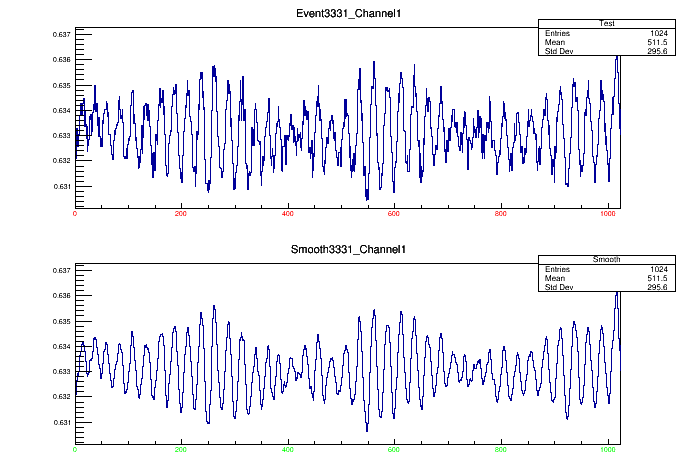 Event3331_Channel1
Test
Entries 1024
Mean 511.5
Std Dev 295.6
0.637
0.636
0.635
0.634
0.633
0.632
0.631
0 200 400 600 800 1000
Smooth3331_Channel1
Smooth
Entries 1024
Mean 511.5
Std Dev 295.6
0.637
0.636
0.635
0.634
0.633
0.632
0.631
0 200 400 600 800 1000